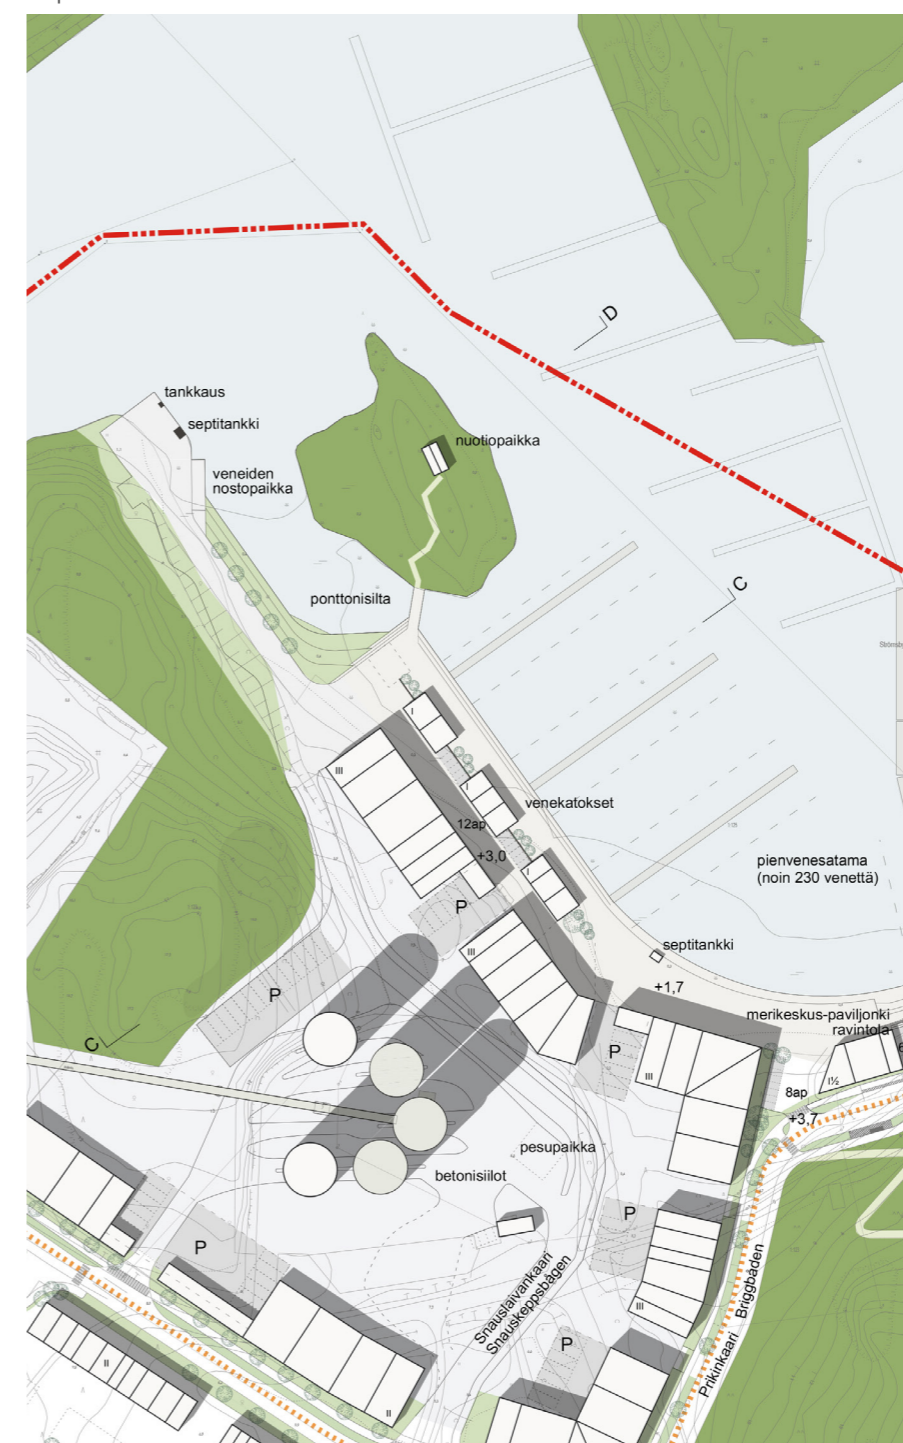 D
tankkaus
septitankki
nuotiopaikka
veneiden
nostopaikka
C
ponttonisilta
I
III
I
venekatokset
12ap
+3,0
I
pienvenesatama
(noin 230 venettä)
P
III
septitankki
+1,7
P
merikeskus-paviljonki
ravintola
C
P
III
I½
8ap
+3,7
pesupaikka
betonisiilot
P
P
Snauslaivankaari
Snauskeppsbågen
Prikinkaari
Briggbåden
III
P
II
II